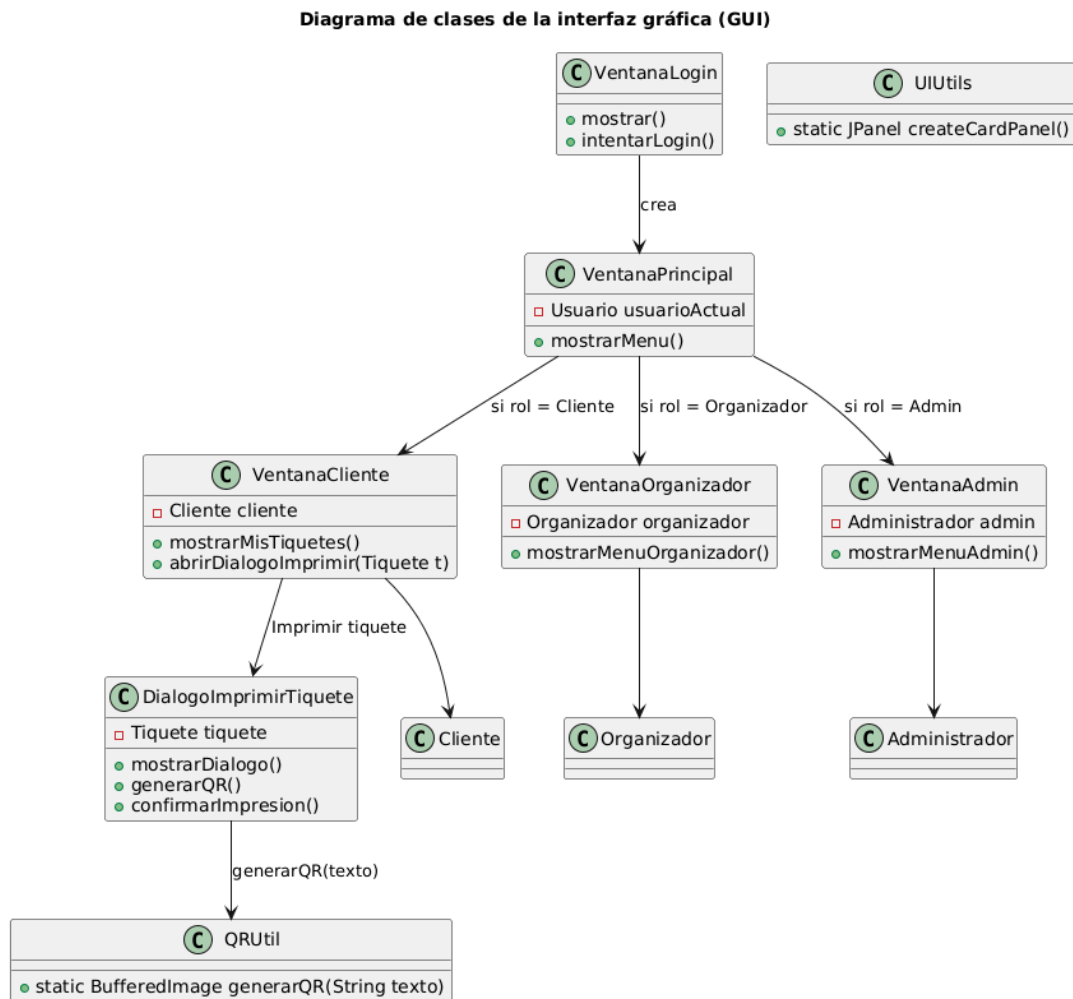 Diagrama de clases de la interfaz gráfica (GUI)
C VentanaLogin
mostrar()
intentarLogin()
C UIUtils
static JPanel createCardPanel()
crea
C VentanaPrincipal
Usuario usuarioActual
mostrarMenu()
si rol = Cliente
si rol = Organizador
si rol = Admin
C VentanaCliente
Cliente cliente
mostrarMisTiquetes()
abrirDialogoImprimir(Tiquete t)
C VentanaOrganizador
Organizador organizador
mostrarMenuOrganizador()
C VentanaAdmin
Administrador admin
mostrarMenuAdmin()
Imprimir tiquete
C DialogoImprimirTiquete
Tiquete tiquete
mostrarDialogo()
generarQR()
confirmarImpresion()
C Cliente
C Organizador
C Administrador
generarQR(texto)
C QRUtil
static BufferedImage generarQR(String texto)